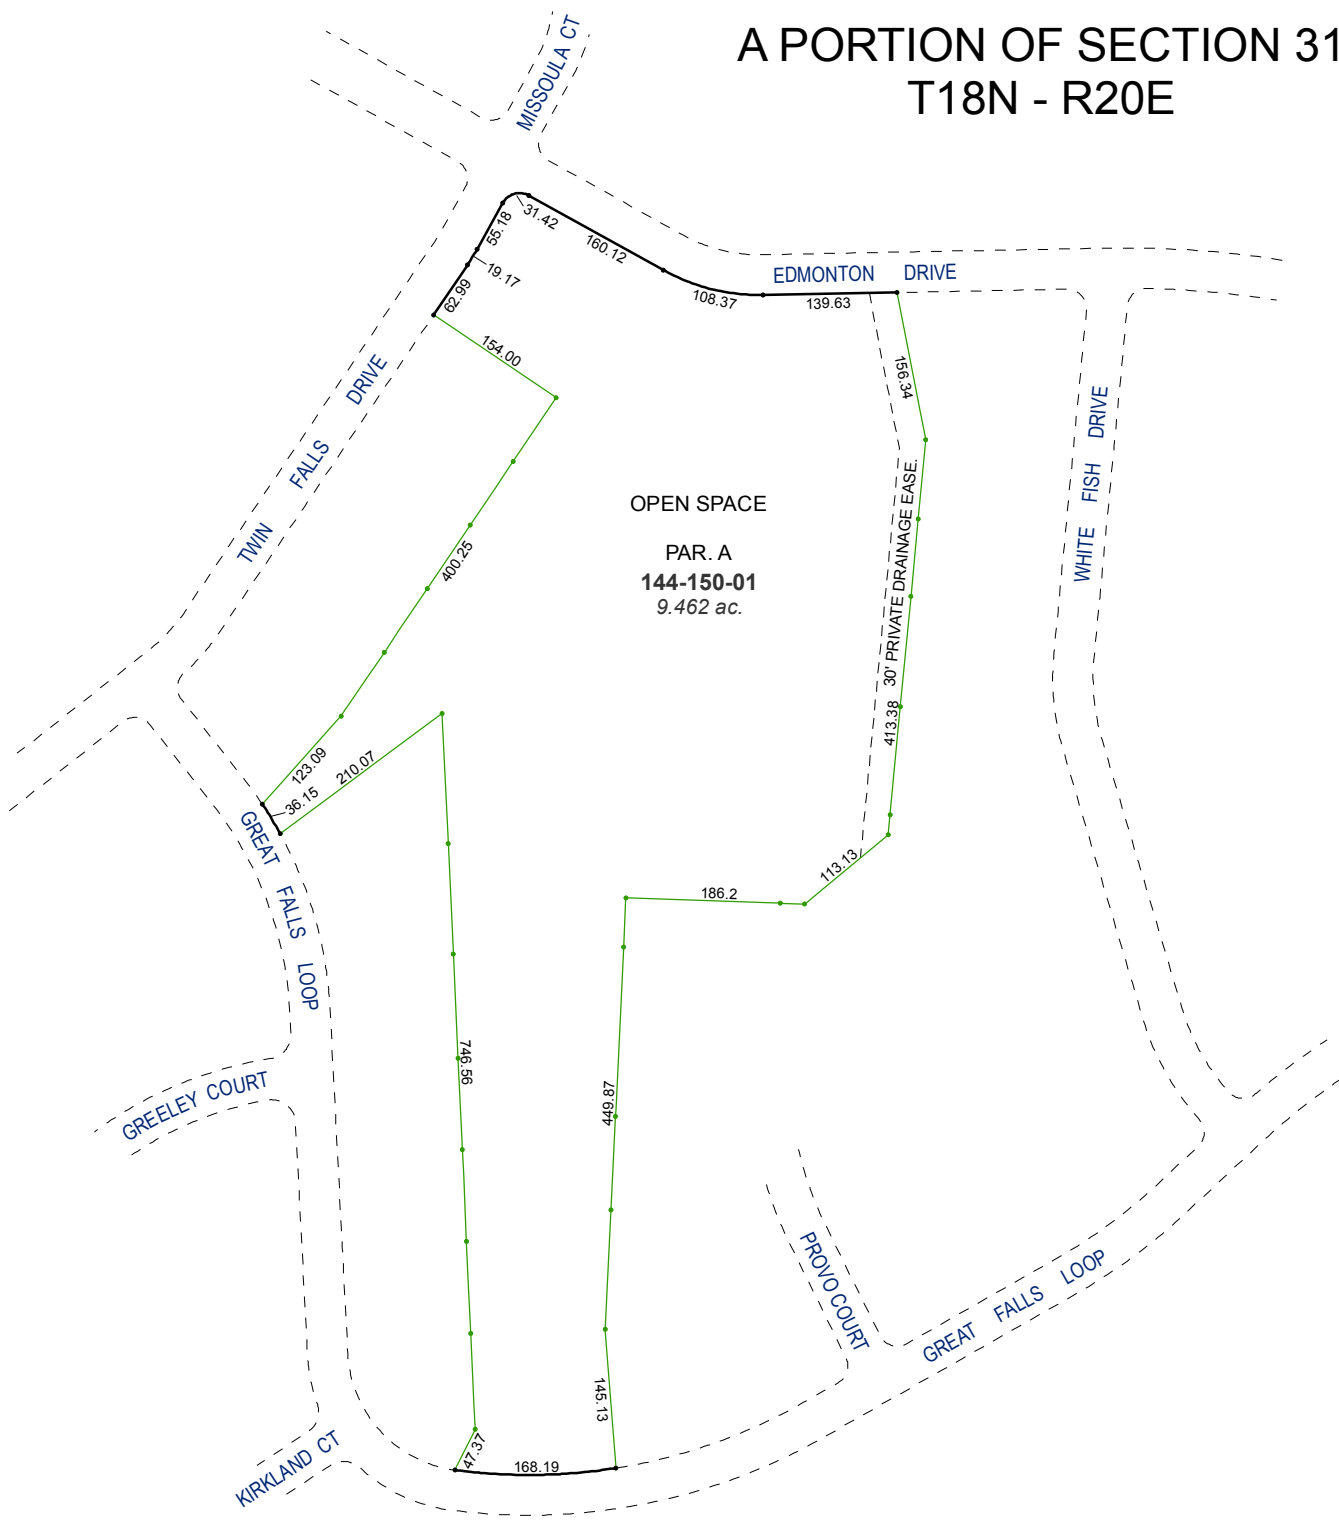 A PORTION OF SECTION 31
T18N - R20E
MISSOULA CT
31.42
55.18
160.12
19.17
62.99
108.37
EDMONTON DRIVE
139.63
154.00
156.34
TWIN FALLS DRIVE
WHITE FISH DRIVE
OPEN SPACE
PAR. A
144-150-01
9.462 ac.
400.25
30' PRIVATE DRAINAGE EASE.
413.38
123.09
210.07
36.15
GREAT FALLS LOOP
113.13
186.2
746.56
449.87
GREELEY COURT
PROVO COURT
GREAT FALLS LOOP
145.13
47.37
168.19
KIRKLAND CT